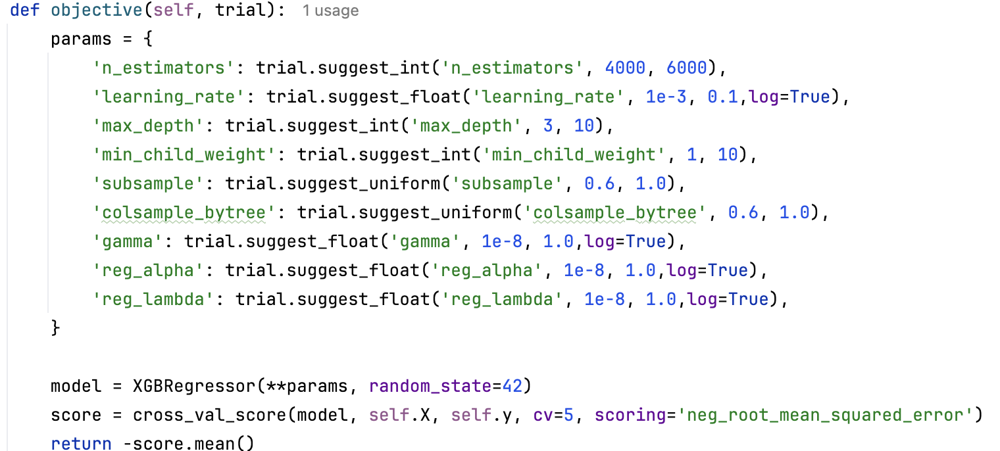 def objective(self, trial): 1 usage
    params = {
        'n_estimators': trial.suggest_int('n_estimators', 4000, 6000),
        'learning_rate': trial.suggest_float('learning_rate', 1e-3, 0.1,log=True),
        'max_depth': trial.suggest_int('max_depth', 3, 10),
        'min_child_weight': trial.suggest_int('min_child_weight', 1, 10),
        'subsample': trial.suggest_uniform('subsample', 0.6, 1.0),
        'colsample_bytree': trial.suggest_uniform('colsample_bytree', 0.6, 1.0),
        'gamma': trial.suggest_float('gamma', 1e-8, 1.0,log=True),
        'reg_alpha': trial.suggest_float('reg_alpha', 1e-8, 1.0,log=True),
        'reg_lambda': trial.suggest_float('reg_lambda', 1e-8, 1.0,log=True),
    }
    model = XGBRegressor(**params, random_state=42)
    score = cross_val_score(model, self.X, self.y, cv=5, scoring='neg_root_mean_squared_error')
    return -score.mean()